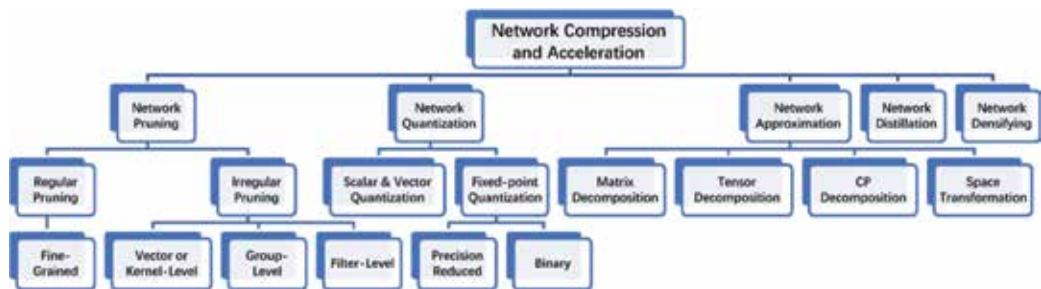 Network Compression
and Acceleration
Network
Pruning
Network
Quantization
Network
Approximation
Network
Distillation
Network
Densifying
Regular
Pruning
Irregular
Pruning
Scalar & Vector
Quantization
Fixed-point
Quantization
Matrix
Decomposition
Tensor
Decomposition
CP
Decomposition
Space
Transformation
Fine-
Grained
Vector or
Kernel-Level
Group-
Level
Filter-Level
Precision
Reduced
Binary